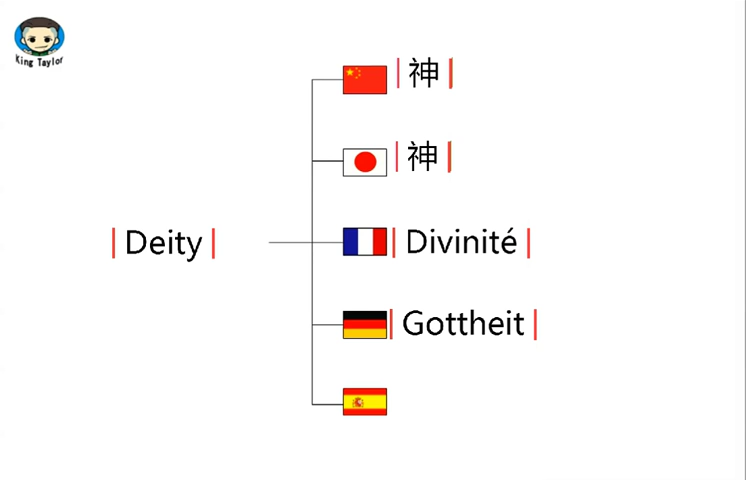 King Taylor
神
神
Deity
Divinité
Gottheit